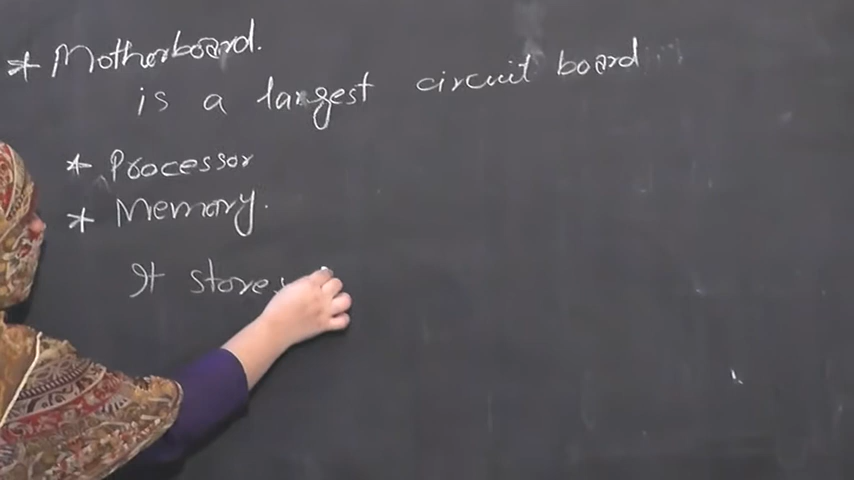 * Motherboard.
is a largest circuit board
* Processor
* Memory.
It stores